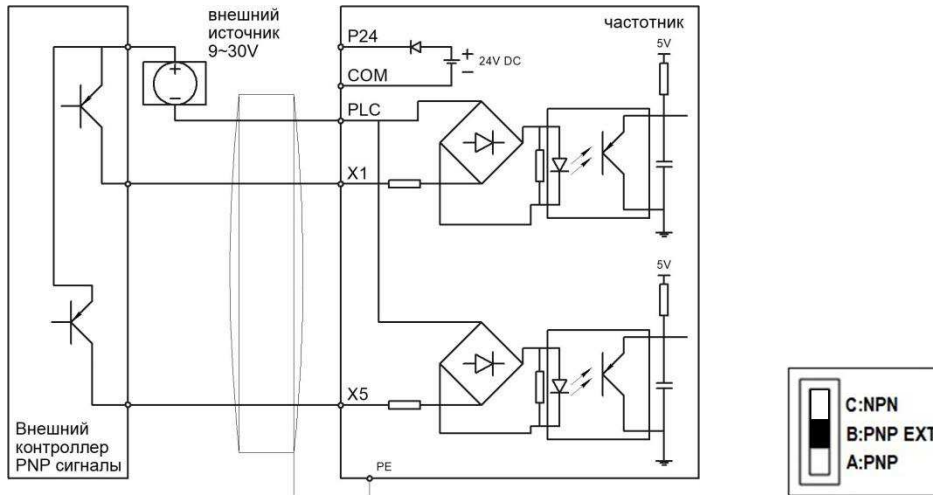 внешний
источник
9~30V
частотник
P24
24V DC
COM
PLC
5V
X1
5V
X5
PE
Внешний
контроллер
PNP сигналы
C:NPN
B:PNP EXT
A:PNP